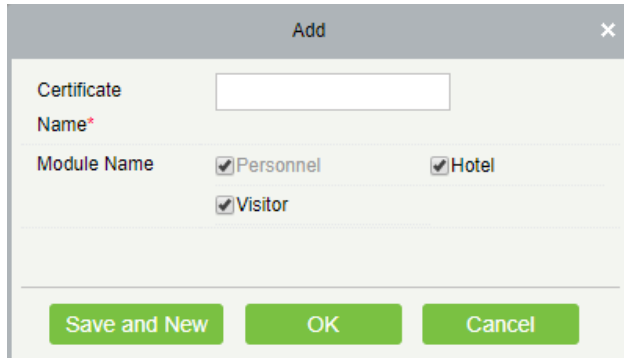 Add
Certificate
Name*
Module Name
Personnel
Hotel
Visitor
Save and New
OK
Cancel